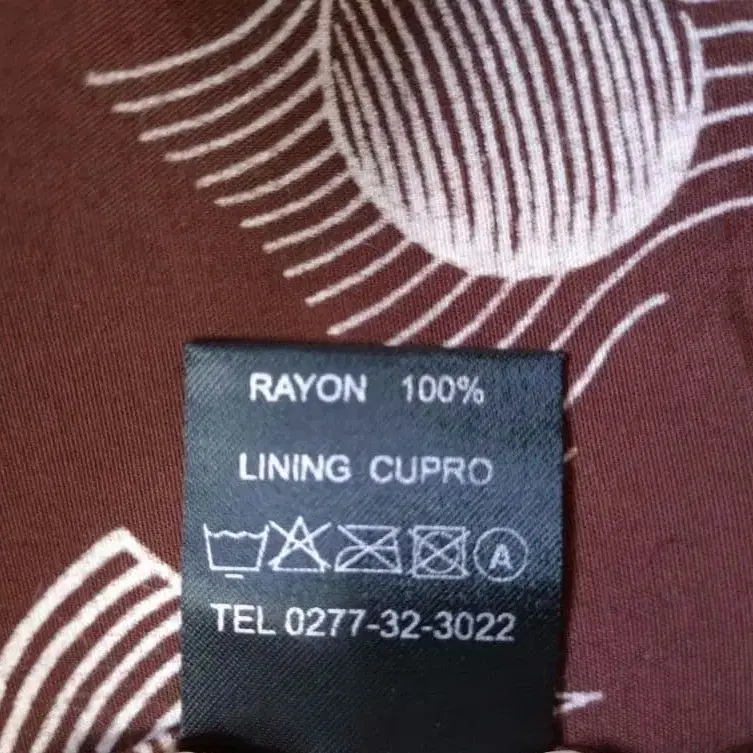 RAYON 100%
LINING CUPRO
A
TEL 0277-32-3022